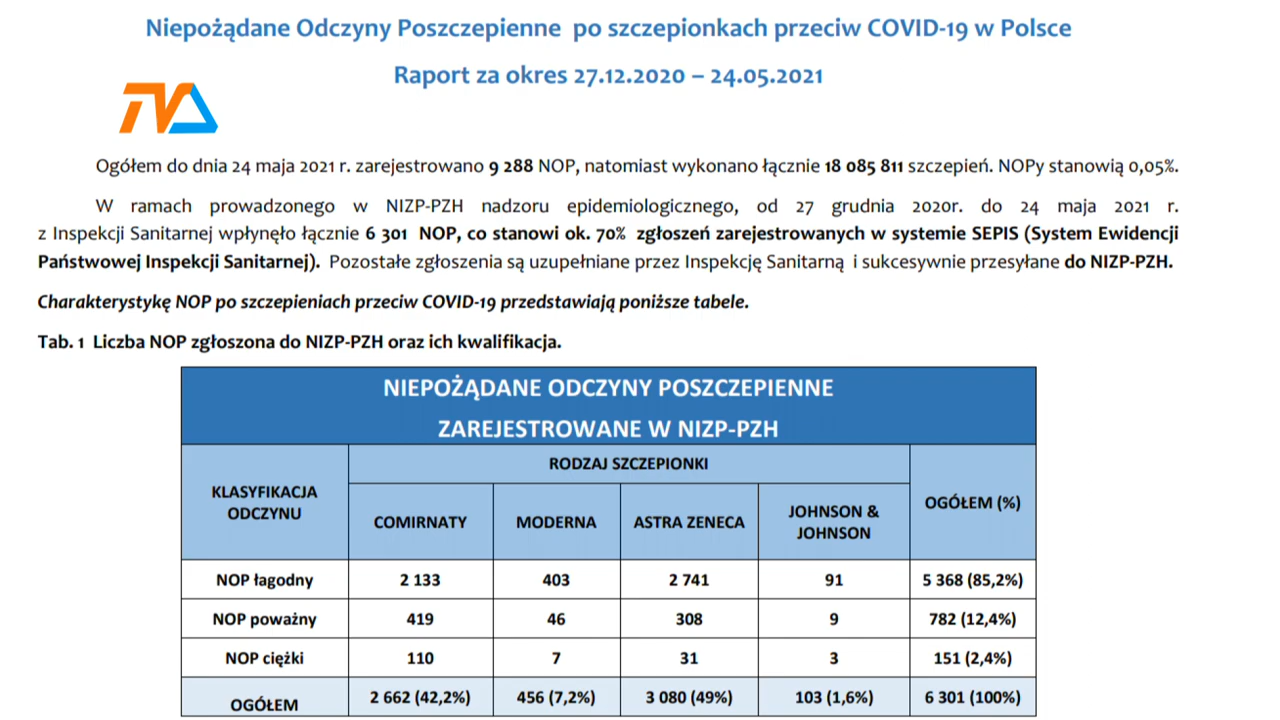 Niepożądane Odczyny Poszczepienne po szczepionkach przeciw COVID-19 w Polsce
Raport za okres 27.12.2020 – 24.05.2021
TVA
Ogółem do dnia 24 maja 2021 r. zarejestrowano 9 288 NOP, natomiast wykonano łącznie 18 085 811 szczepień. NOPy stanowią 0,05%.
W ramach prowadzonego w NIZP-PZH nadzoru epidemiologicznego, od 27 grudnia 2020r. do 24 maja 2021 r.
z Inspekcji Sanitarnej wpłynęło łącznie 6 301 NOP, co stanowi ok. 70% zgłoszeń zarejestrowanych w systemie SEPIS (System Ewidencji
Państwowej Inspekcji Sanitarnej). Pozostałe zgłoszenia są uzupełniane przez Inspekcję Sanitarną i sukcesywnie przesyłane do NIZP-PZH.
Charakterystykę NOP po szczepieniach przeciw COVID-19 przedstawiają poniższe tabele.
Tab. 1 Liczba NOP zgłoszona do NIZP-PZH oraz ich kwalifikacja.
NIEPOŻĄDANE ODCZYNY POSZCZEPIENNE
ZAREJESTROWANE W NIZP-PZH
KLASYFIKACJA
ODCZYNU
RODZAJ SZCZEPIONKI
OGÓŁEM (%)
COMIRNATY MODERNA ASTRA ZENECA JOHNSON &
JOHNSON
NOP łagodny 2 133 403 2 741 91 5 368 (85,2%)
NOP poważny 419 46 308 9 782 (12,4%)
NOP ciężki 110 7 31 3 151 (2,4%)
OGÓŁEM 2 662 (42,2%) 456 (7,2%) 3 080 (49%) 103 (1,6%) 6 301 (100%)